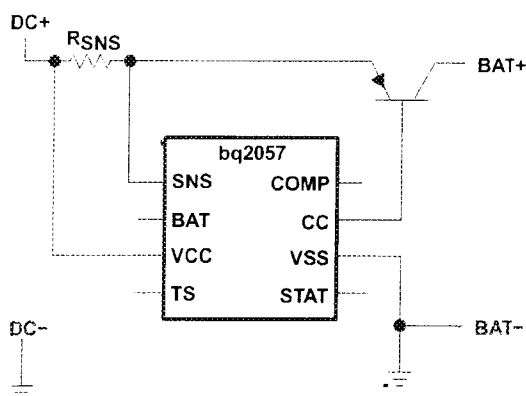 DC+
RSNS
BAT+
bq2057
SNS COMP
BAT CC
VCC VSS
TS STAT
DC− BAT−